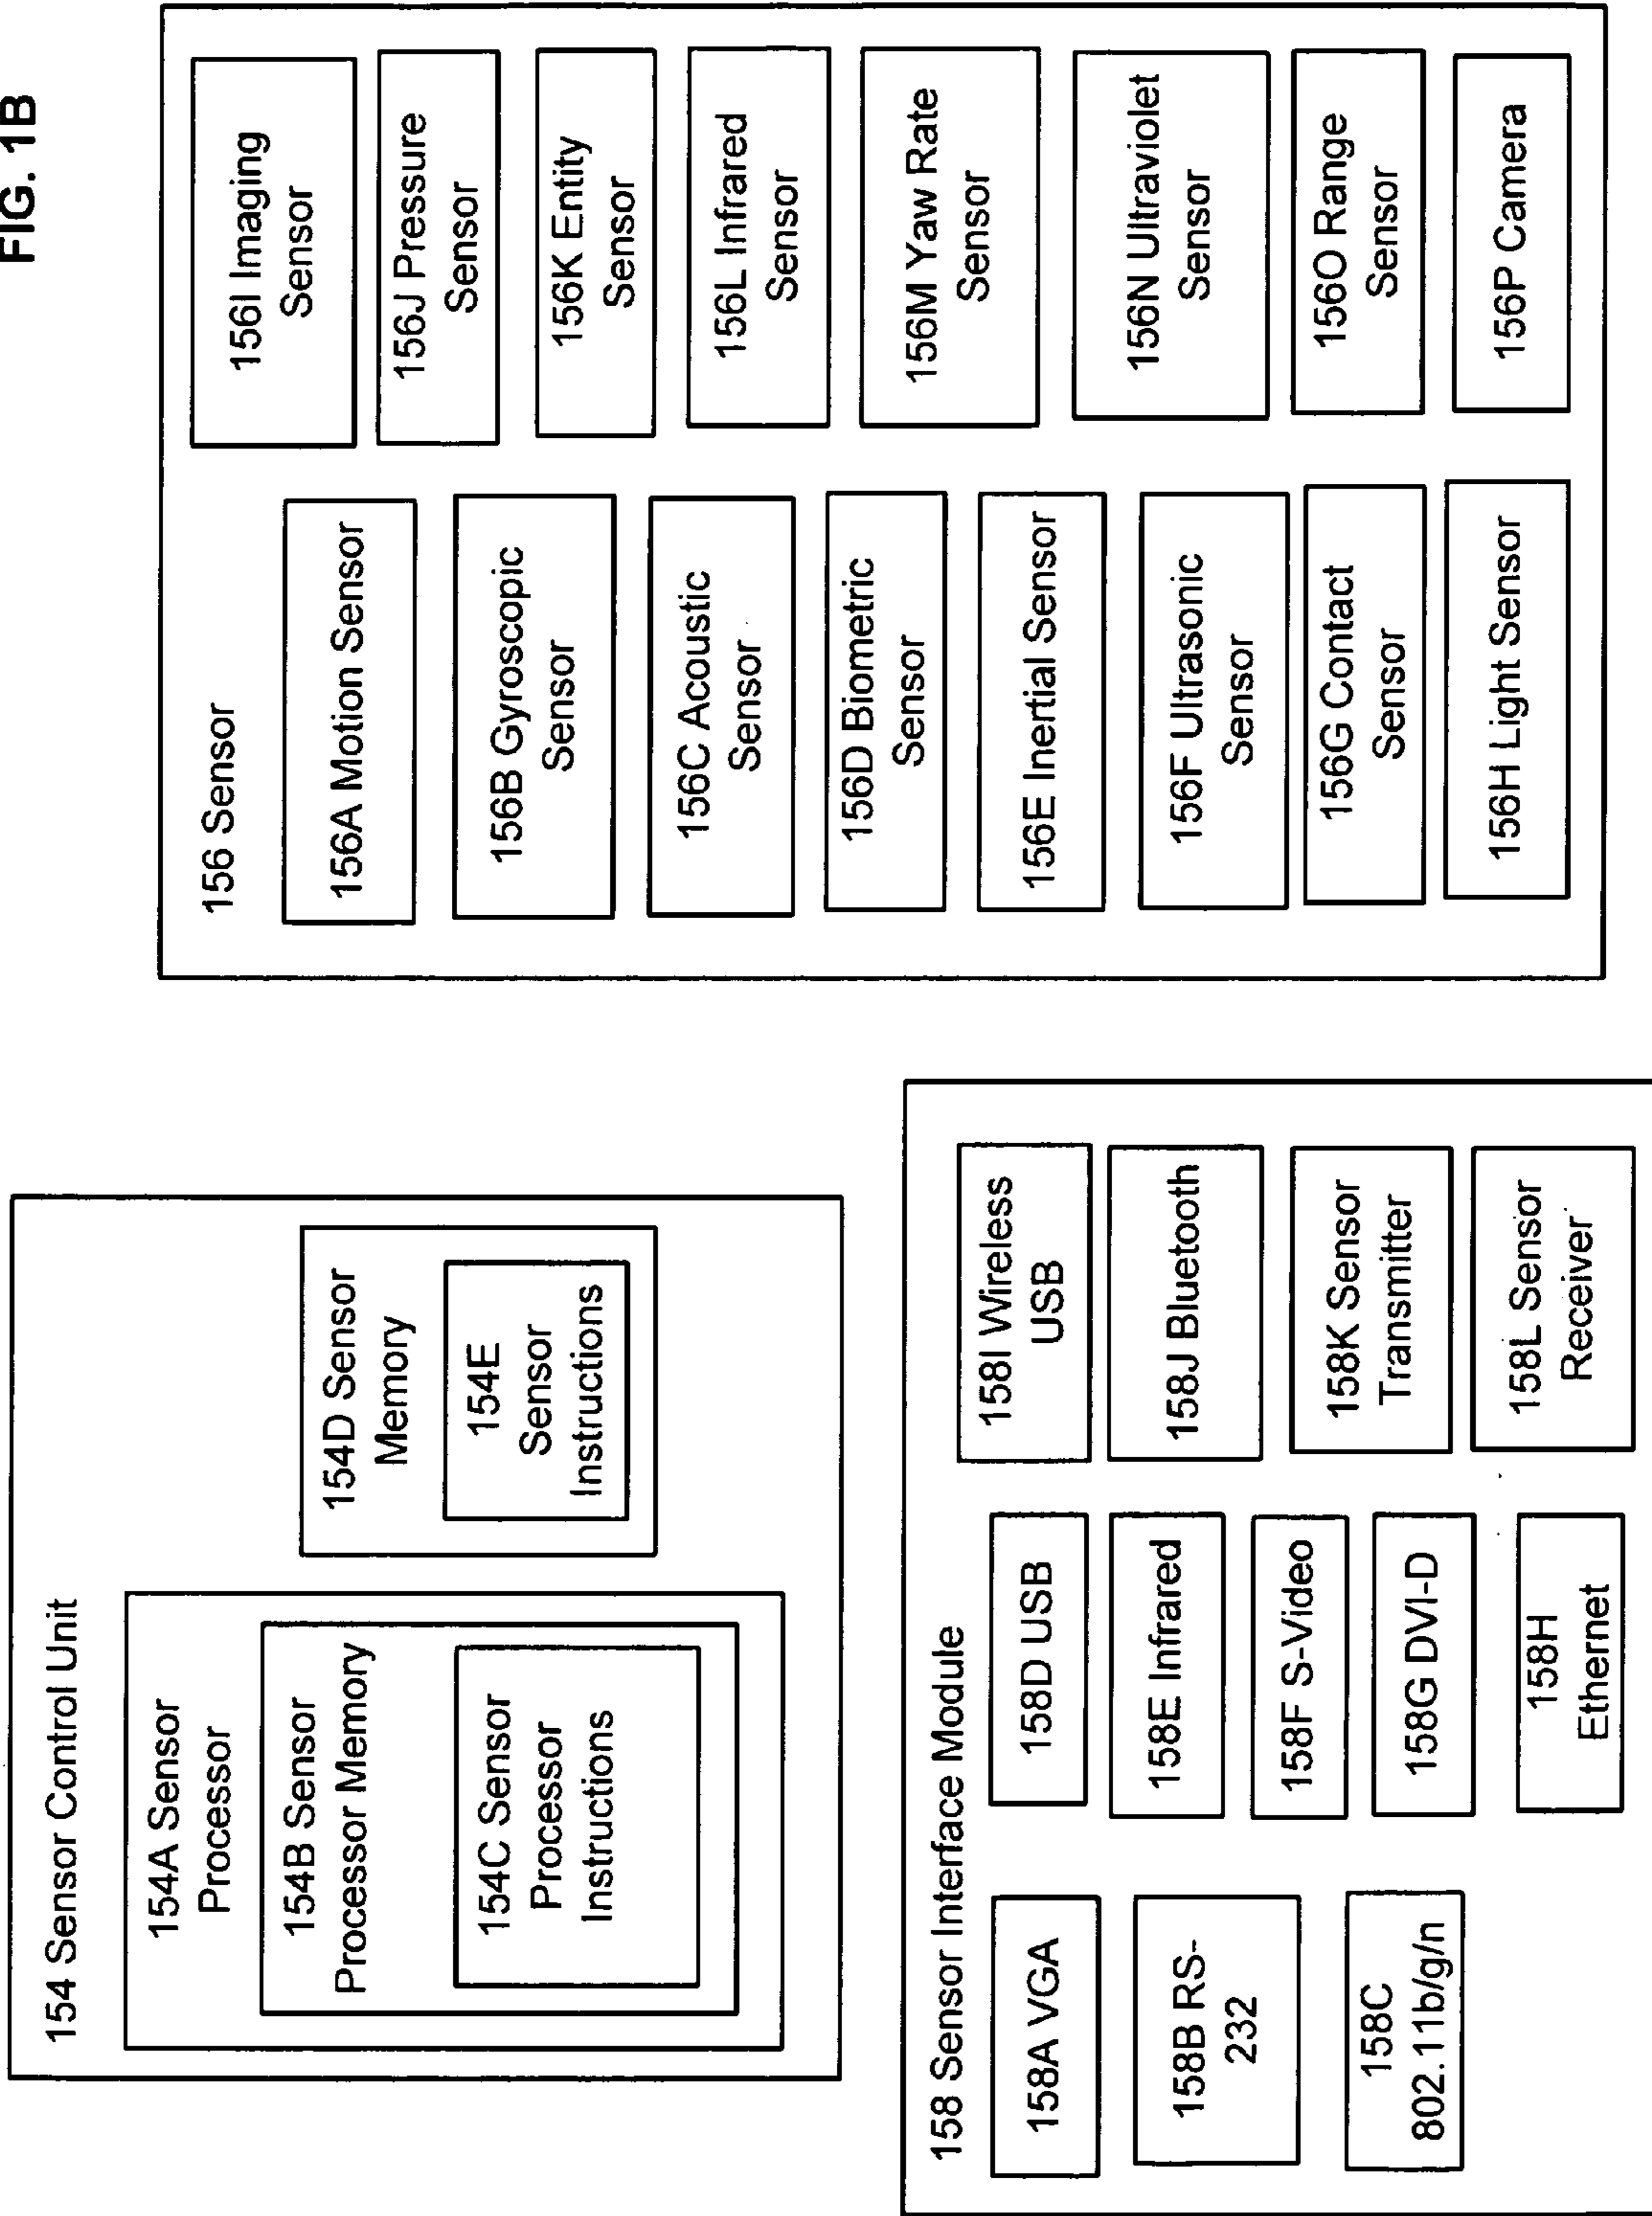 FIG. 1B
154 Sensor Control Unit
154A Sensor
Processor
154B Sensor
Processor Memory
154C Sensor
Processor
Instructions
154D Sensor
Memory
154E
Sensor
Instructions
156 Sensor
156A Motion Sensor
156B Gyroscopic
Sensor
156C Acoustic
Sensor
156D Biometric
Sensor
156E Inertial Sensor
156F Ultrasonic
Sensor
156G Contact
Sensor
156H Light Sensor
156I Imaging
Sensor
156J Pressure
Sensor
156K Entity
Sensor
156L Infrared
Sensor
156M Yaw Rate
Sensor
156N Ultraviolet
Sensor
156O Range
Sensor
156P Camera
158 Sensor Interface Module
158A VGA
158B RS-
232
158C
802.11b/g/n
158D USB
158E Infrared
158F S-Video
158G DVI-D
158H
Ethernet
158I Wireless
USB
158J Bluetooth
158K Sensor
Transmitter
158L Sensor
Receiver